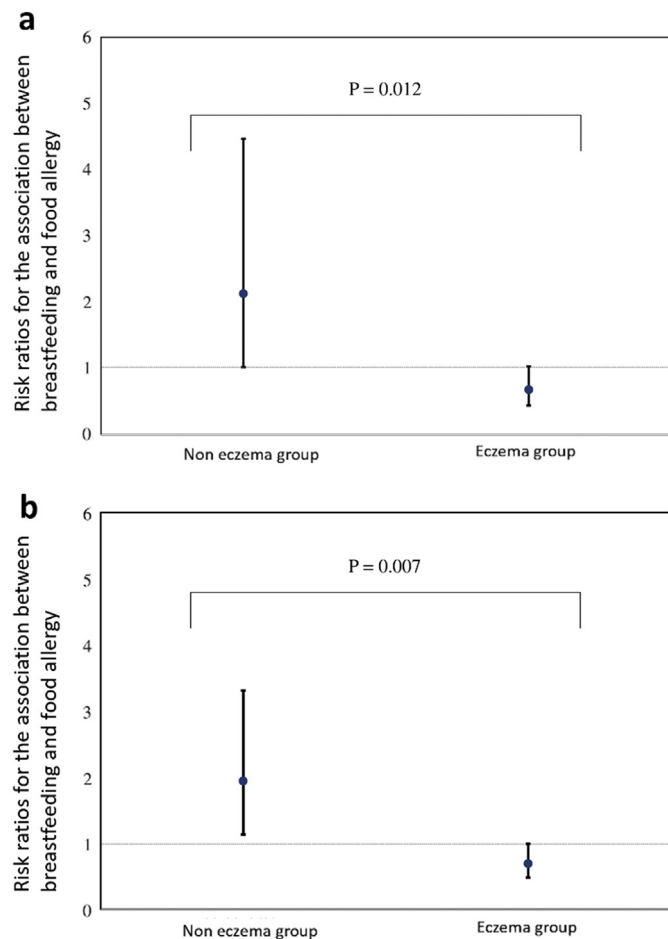 a
Risk ratios for the association between
breastfeeding and food allergy
6
5
4
3
2
1
0
P = 0.012
Non eczema group
Eczema group
b
Risk ratios for the association between
breastfeeding and food allergy
6
5
4
3
2
1
0
P = 0.007
Non eczema group
Eczema group